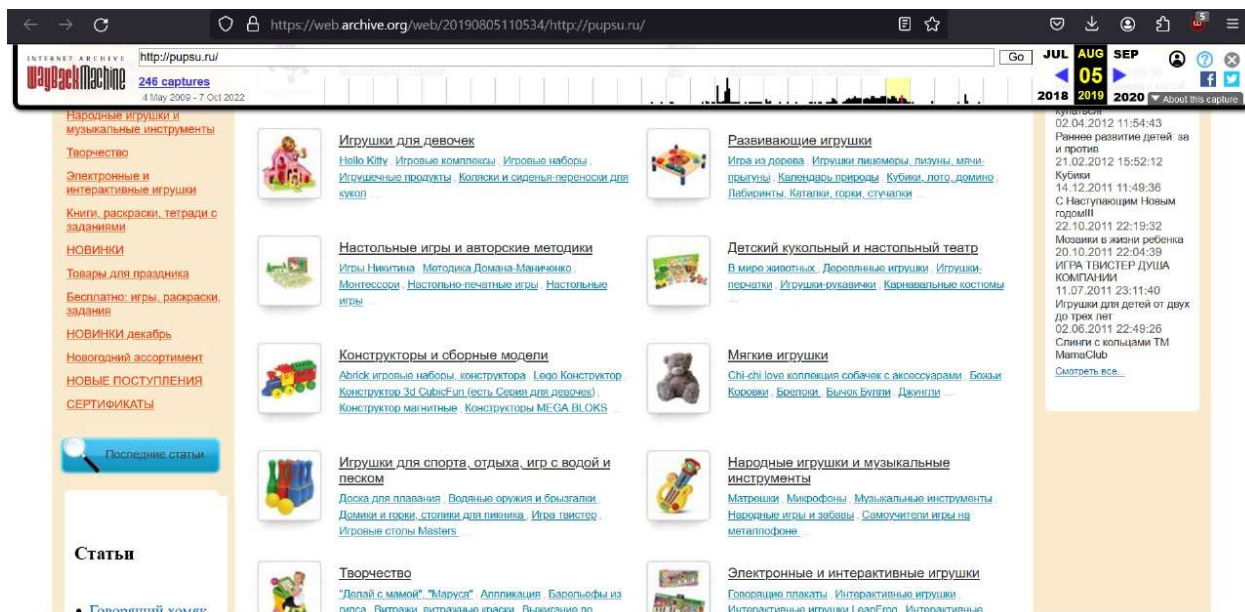 https://web.archive.org/web/20190805110534/http://pupsu.ru/
5
INTERNET ARCHIVE
WayBackMachine
http://pupsu.ru/
Go
JUL AUG SEP
246 captures
05
4 May 2009 - 7 Oct 2022
2018 2019 2020
About this capture
Народные игрушки и
музыкальные инструменты
Творчество
Электронные и
интерактивные игрушки
Книги, раскраски, тетради с
заданиями
НОВИНКИ
Товары для праздника
Бесплатно: игры, раскраски,
задания
НОВИНКИ декабрь
Новогодний ассортимент
НОВЫЕ ПОСТУПЛЕНИЯ
СЕРТИФИКАТЫ
Последние статьи
Статьи
Говорящий хомяк
Игрушки для девочек
Hello Kitty , Игровые комплексы , Игровые наборы ,
Игрушечные продукты , Коляски и сиденья-переноски для
кукол ...
Развивающие игрушки
Игра из дерева , Игрушки лицемеры, лизуны, мячи-
прыгуны , Календарь природы , Кубики, лото, домино ,
Лабиринты, Каталки, горки, стучалки ...
Настольные игры и авторские методики
Игры Никитина , Методика Домана-Маниченко ,
Монтессори , Настольно-печатные игры , Настольные
игры ...
Детский кукольный и настольный театр
В мире животных , Деревянные игрушки , Игрушки-
перчатки , Игрушки-рукавички , Карнавальные костюмы
...
Конструкторы и сборные модели
Abrick игровые наборы, конструктора , Lego Конструктор ,
Конструктор 3d CubicFun (есть Серия для девочек) ,
Конструктор магнитные , Конструкторы MEGA BLOKS ...
Мягкие игрушки
Chi-chi love коллекция собачек с аксессуарами , Божьи
Коровки , Брелоки , Бычок Булли , Джунгли ...
Игрушки для спорта, отдыха, игр с водой и
песком
Доска для плавания , Водяные оружия и брызгалки ,
Домики и горки, столики для пикника , Игра твистер ,
Игровые столы Masters ...
Народные игрушки и музыкальные
инструменты
Матрешки , Микрофоны , Музыкальные инструменты ,
Народные игры и забавы , Самоучители игры на
металлофоне ...
Творчество
"Делай с мамой", "Маруся" , Аппликация , Барельефы из
гипса , Витражи, витражные краски , Выжигание по
Электронные и интерактивные игрушки
Говорящие плакаты , Интерактивные игрушки ,
Интерактивные игрушки LeapFrog , Интерактивные
купаться!
02.04.2012 11:54:43
Раннее развитие детей: за
и против
21.02.2012 15:52:12
Кубики
14.12.2011 11:49:36
С Наступающим Новым
годом!!!
22.10.2011 22:19:32
Мозаики в жизни ребенка
20.10.2011 22:04:39
ИГРА ТВИСТЕР ДУША
КОМПАНИИ
11.07.2011 23:11:40
Игрушки для детей от двух
до трех лет
02.06.2011 22:49:26
Слинги с кольцами ТМ
MamaClub
Смотреть все...